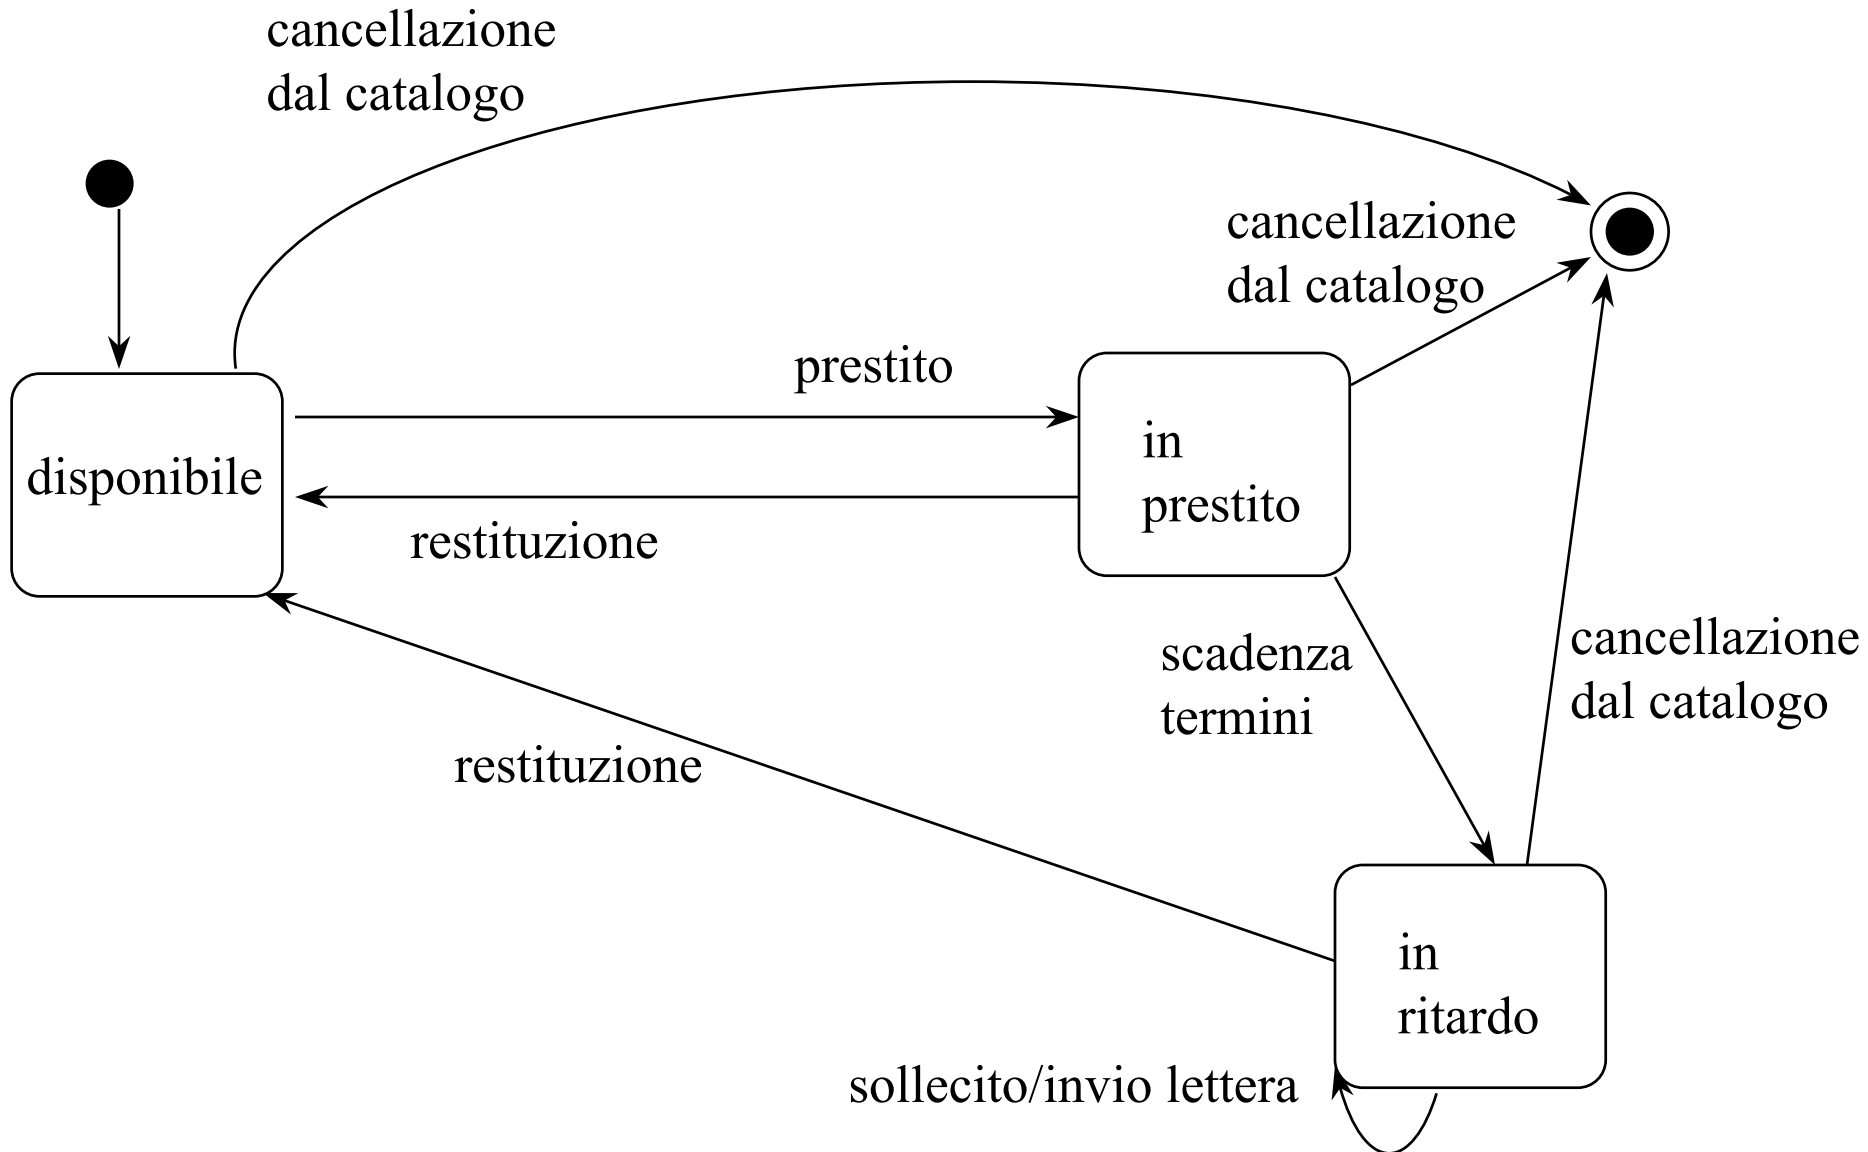 cancellazione
dal catalogo
cancellazione
dal catalogo
prestito
in
prestito
disponibile
restituzione
scadenza
termini
cancellazione
dal catalogo
restituzione
in
ritardo
sollecito/invio lettera